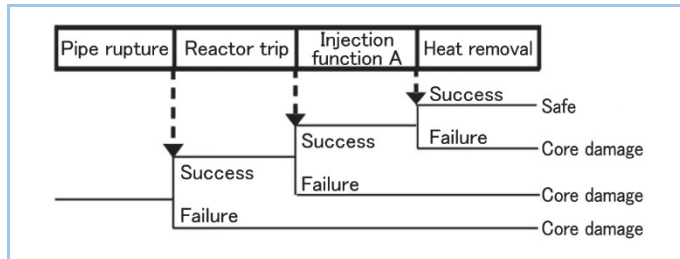 Pipe rupture
Reactor trip
Injection
function A
Heat removal
Success
Safe
Failure
Core damage
Success
Failure
Core damage
Success
Failure
Core damage